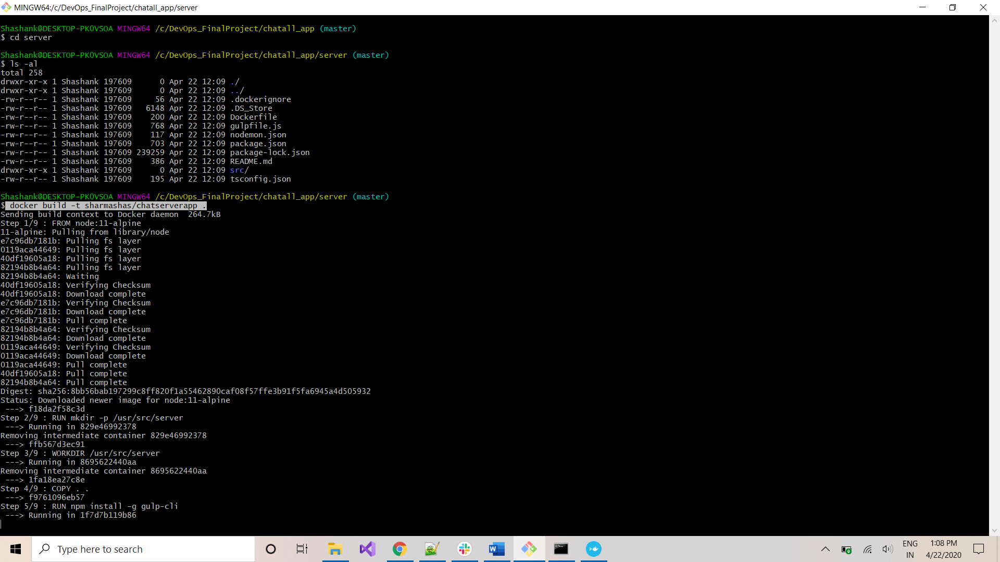 MINGW64:/c/DevOps_FinalProject/chatall_app/server
Shashank@DESKTOP-PK0VSOA MINGW64 /c/DevOps_FinalProject/chatall_app (master)
$ cd server
Shashank@DESKTOP-PK0VSOA MINGW64 /c/DevOps_FinalProject/chatall_app/server (master)
$ ls -al
total 258
drwxr-xr-x 1 Shashank 197609      0 Apr 22 12:09 ./
drwxr-xr-x 1 Shashank 197609      0 Apr 22 12:09 ../
-rw-r--r-- 1 Shashank 197609     56 Apr 22 12:09 .dockerignore
-rw-r--r-- 1 Shashank 197609   6148 Apr 22 12:09 .DS_Store
-rw-r--r-- 1 Shashank 197609    200 Apr 22 12:09 Dockerfile
-rw-r--r-- 1 Shashank 197609    768 Apr 22 12:09 gulpfile.js
-rw-r--r-- 1 Shashank 197609    117 Apr 22 12:09 nodemon.json
-rw-r--r-- 1 Shashank 197609    703 Apr 22 12:09 package.json
-rw-r--r-- 1 Shashank 197609 239259 Apr 22 12:09 package-lock.json
-rw-r--r-- 1 Shashank 197609    386 Apr 22 12:09 README.md
drwxr-xr-x 1 Shashank 197609      0 Apr 22 12:09 src/
-rw-r--r-- 1 Shashank 197609    195 Apr 22 12:09 tsconfig.json
Shashank@DESKTOP-PK0VSOA MINGW64 /c/DevOps_FinalProject/chatall_app/server (master)
$ docker build -t sharmashas/chatserverapp .
Sending build context to Docker daemon  264.7kB
Step 1/9 : FROM node:11-alpine
11-alpine: Pulling from library/node
e7c96db7181b: Pulling fs layer
0119aca44649: Pulling fs layer
40df19605a18: Pulling fs layer
82194b8b4a64: Pulling fs layer
82194b8b4a64: Waiting
40df19605a18: Verifying Checksum
40df19605a18: Download complete
e7c96db7181b: Verifying Checksum
e7c96db7181b: Download complete
e7c96db7181b: Pull complete
82194b8b4a64: Verifying Checksum
82194b8b4a64: Download complete
0119aca44649: Verifying Checksum
0119aca44649: Download complete
0119aca44649: Pull complete
40df19605a18: Pull complete
82194b8b4a64: Pull complete
Digest: sha256:8bb56bab197299c8ff820f1a55462890caf08f57ffe3b91f5fa6945a4d505932
Status: Downloaded newer image for node:11-alpine
 ---> f18da2f58c3d
Step 2/9 : RUN mkdir -p /usr/src/server
 ---> Running in 829e46992378
Removing intermediate container 829e46992378
 ---> ffb567d3ec91
Step 3/9 : WORKDIR /usr/src/server
 ---> Running in 8695622440aa
Removing intermediate container 8695622440aa
 ---> 1fa18ea27c8e
Step 4/9 : COPY . .
 ---> f9761096eb57
Step 5/9 : RUN npm install -g gulp-cli
 ---> Running in 1f7d7b119b86
Type here to search
ENG
IN
1:08 PM
4/22/2020